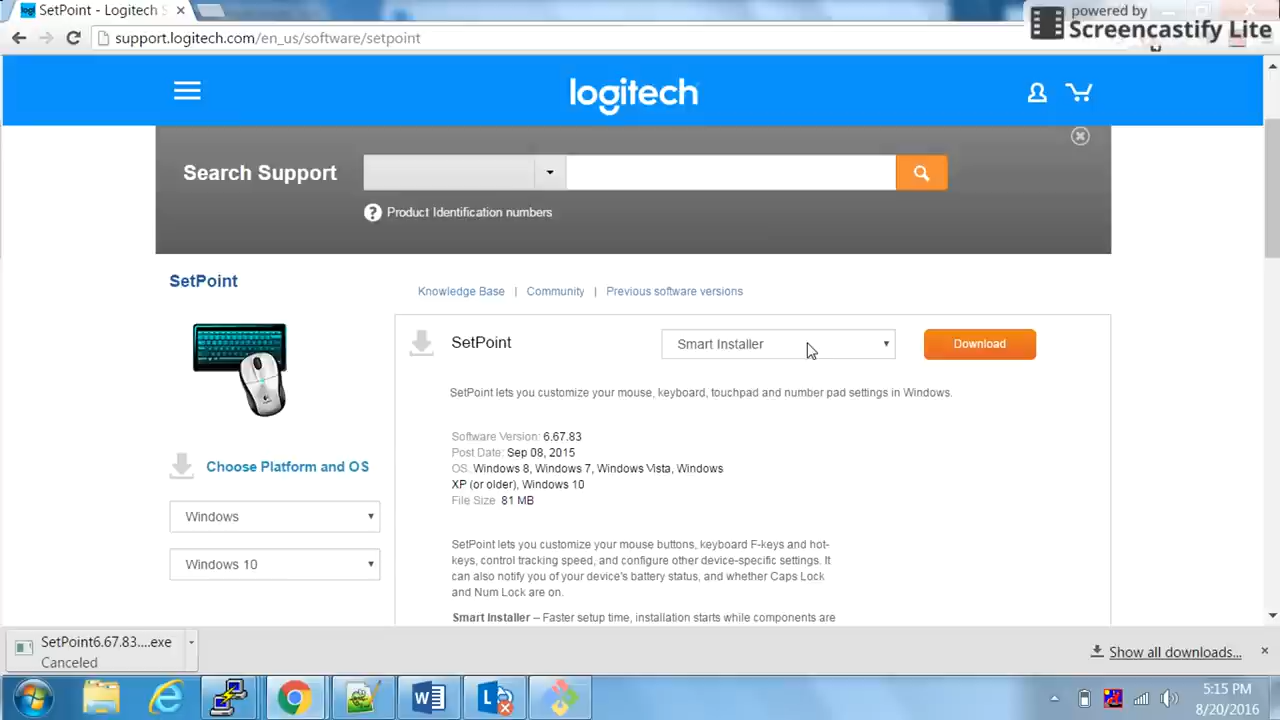 SetPoint - Logitech S
powered by
Screencastify Lite
support.logitech.com/en_us/software/setpoint
logitech
Search Support
? Product Identification numbers
SetPoint
Knowledge Base | Community | Previous software versions
SetPoint
Smart Installer
Download
SetPoint lets you customize your mouse, keyboard, touchpad and number pad settings in Windows.
Software Version: 6.67.83
Post Date: Sep 08, 2015
OS: Windows 8, Windows 7, Windows Vista, Windows
XP (or older), Windows 10
File Size: 81 MB
Choose Platform and OS
Windows
Windows 10
SetPoint lets you customize your mouse buttons, keyboard F-keys and hot-
keys, control tracking speed, and configure other device-specific settings. It
can also notify you of your device's battery status, and whether Caps Lock
and Num Lock are on.
Smart Installer – Faster setup time, installation starts while components are
SetPoint6.67.83....exe
Canceled
Show all downloads...
5:15 PM
8/20/2016